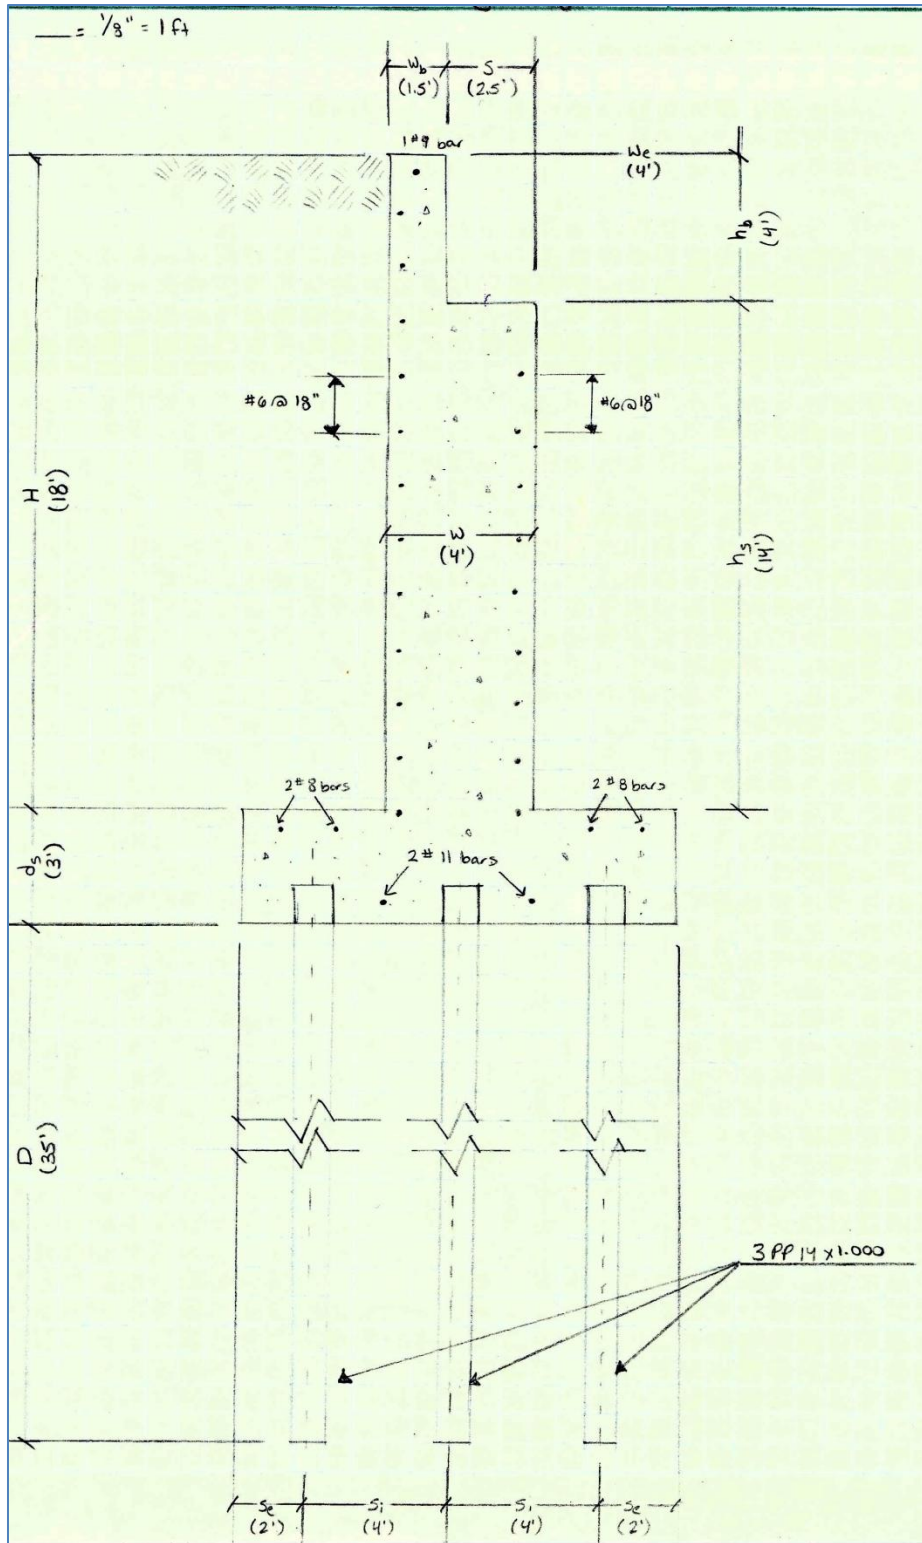 = 1/8" = 1 ft
w_b
(1.5')
S
(2.5')
1 #9 bar
w_e
(4')
h_b
(4')
#6 @ 18"
#6 @ 18"
H
(18')
w
(4')
h_s
(14')
2 #8 bars
2 #8 bars
d_s
(3')
2 #11 bars
D
(35')
3 PP 14 x 1.000
s_e
(2')
s_i
(4')
s_i
(4')
s_e
(2')